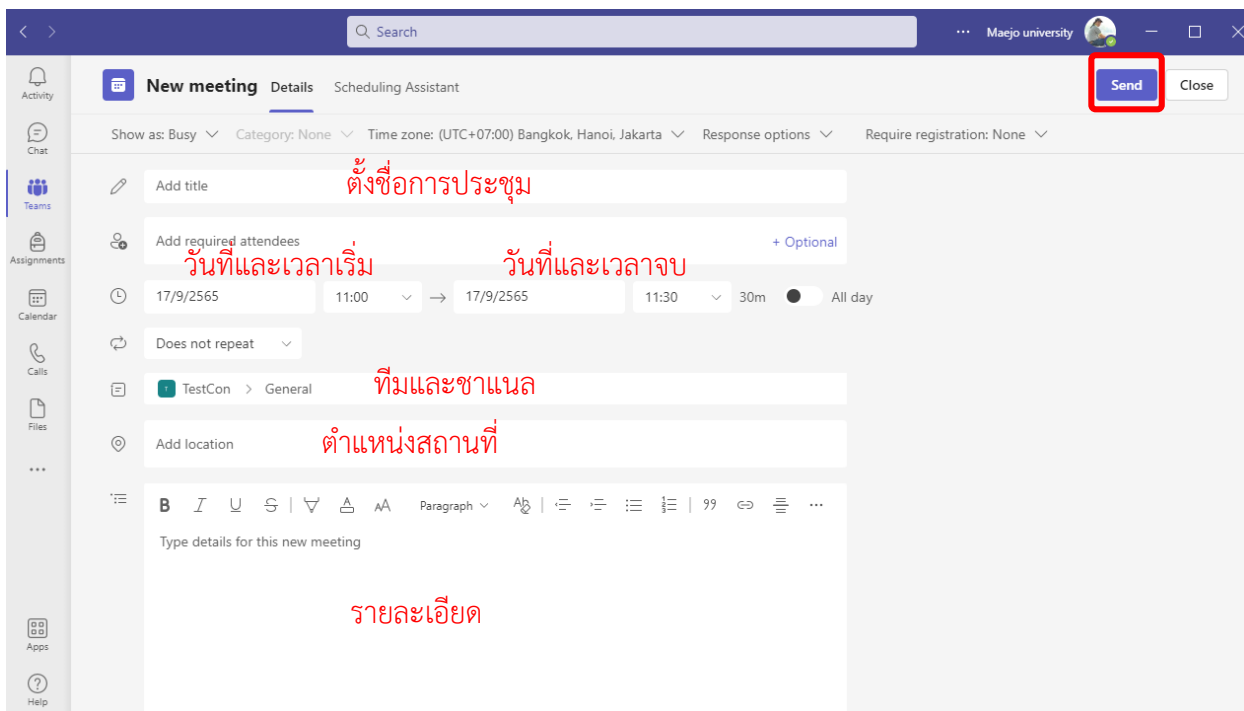 Search
Maejo university
Activity
New meeting Details Scheduling Assistant
Send Close
Chat
Show as: Busy Category: None Time zone: (UTC+07:00) Bangkok, Hanoi, Jakarta Response options Require registration: None
Teams
Add title ตั้งชื่อการประชุม
Assignments
Add required attendees + Optional
วันที่และเวลาเริ่ม วันที่และเวลาจบ
Calendar
17/9/2565 11:00 → 17/9/2565 11:30 30m All day
Calls
Does not repeat
Files
TestCon > General ทีมและชาแนล
Add location ตำแหน่งสถานที่
B I U S A AA Paragraph Ab 99
Type details for this new meeting
รายละเอียด
Apps
Help